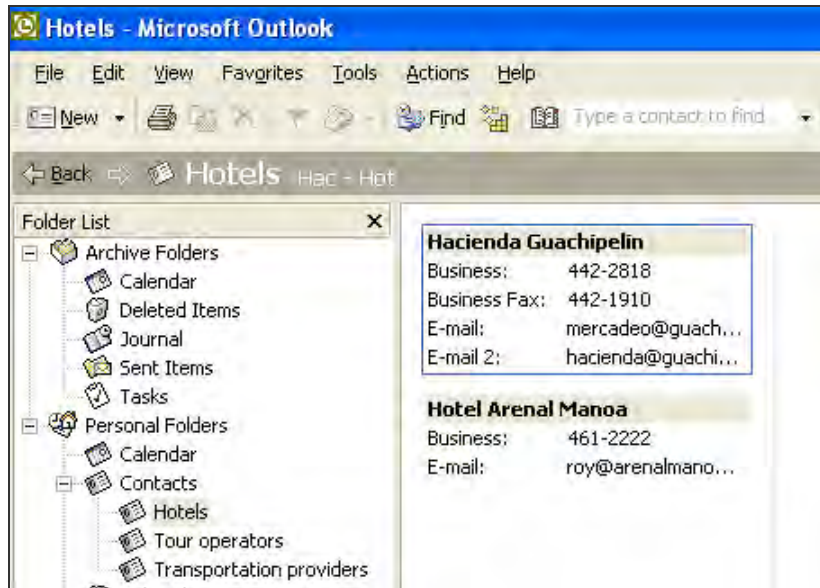 Hotels - Microsoft Outlook
File Edit View Favorites Tools Actions Help
New Find Type a contact to find
Back Hotels Hac - Hot
Folder List
Archive Folders
Calendar
Deleted Items
Journal
Sent Items
Tasks
Personal Folders
Calendar
Contacts
Hotels
Tour operators
Transportation providers
Hacienda Guachipelin
Business: 442-2818
Business Fax: 442-1910
E-mail: mercadeo@guach...
E-mail 2: hacienda@guachi...
Hotel Arenal Manoa
Business: 461-2222
E-mail: roy@arenalmano...